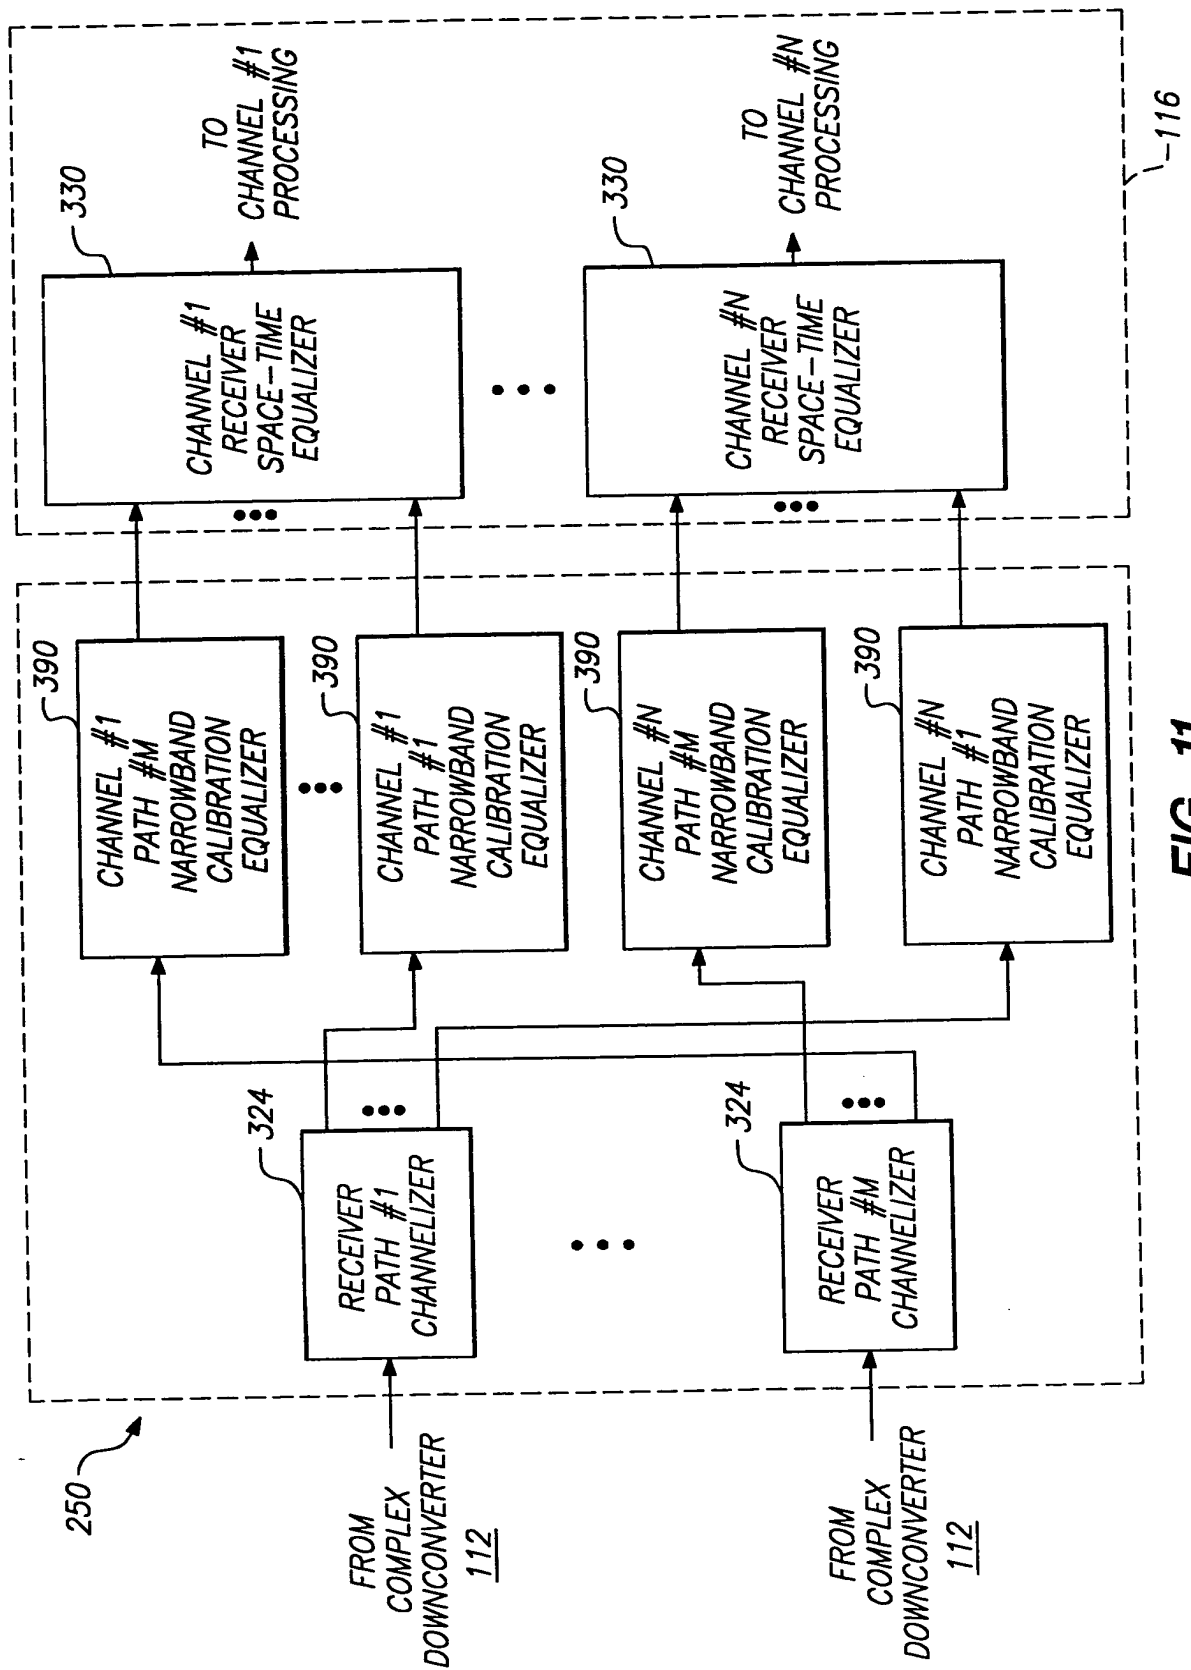 250
FROM
COMPLEX
DOWNCONVERTER
112
FROM
COMPLEX
DOWNCONVERTER
112
324
RECEIVER
PATH #1
CHANNELIZER
324
RECEIVER
PATH #M
CHANNELIZER
390
CHANNEL #1
PATH #M
NARROWBAND
CALIBRATION
EQUALIZER
390
CHANNEL #1
PATH #1
NARROWBAND
CALIBRATION
EQUALIZER
390
CHANNEL #N
PATH #M
NARROWBAND
CALIBRATION
EQUALIZER
390
CHANNEL #N
PATH #1
NARROWBAND
CALIBRATION
EQUALIZER
330
CHANNEL #1
RECEIVER
SPACE-TIME
EQUALIZER
TO
CHANNEL #1
PROCESSING
330
CHANNEL #N
RECEIVER
SPACE-TIME
EQUALIZER
TO
CHANNEL #N
PROCESSING
116
FIG. 11